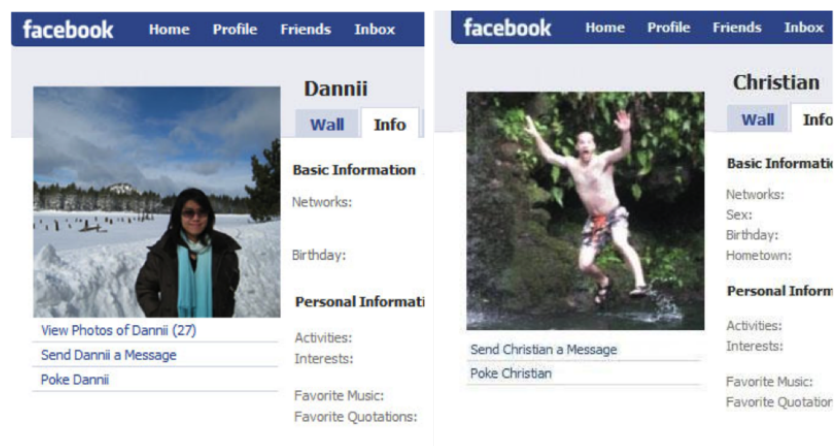 facebook Home Profile Friends Inbox
Dannii
Wall Info
Basic Information
Networks:
Birthday:
Personal Informati
View Photos of Dannii (27)
Send Dannii a Message
Poke Dannii
Activities:
Interests:
Favorite Music:
Favorite Quotations:
facebook Home Profile Friends Inbox
Christian
Wall Info
Basic Informatio
Networks:
Sex:
Birthday:
Hometown:
Personal Inform
Send Christian a Message
Poke Christian
Activities:
Interests:
Favorite Music:
Favorite Quotation